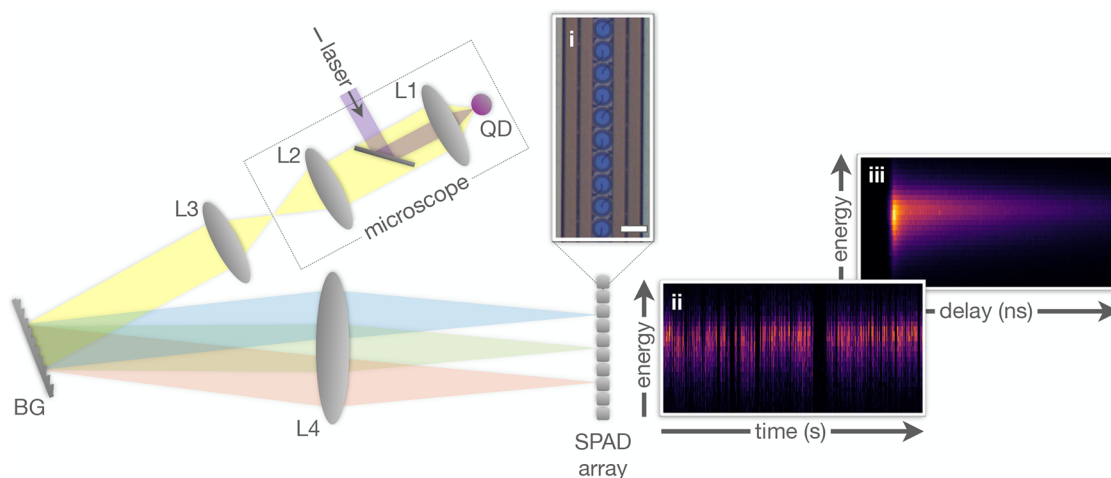 laser
L1
QD
L2
microscope
L3
BG
L4
i
SPAD
array
ii
energy
time (s)
iii
energy
delay (ns)